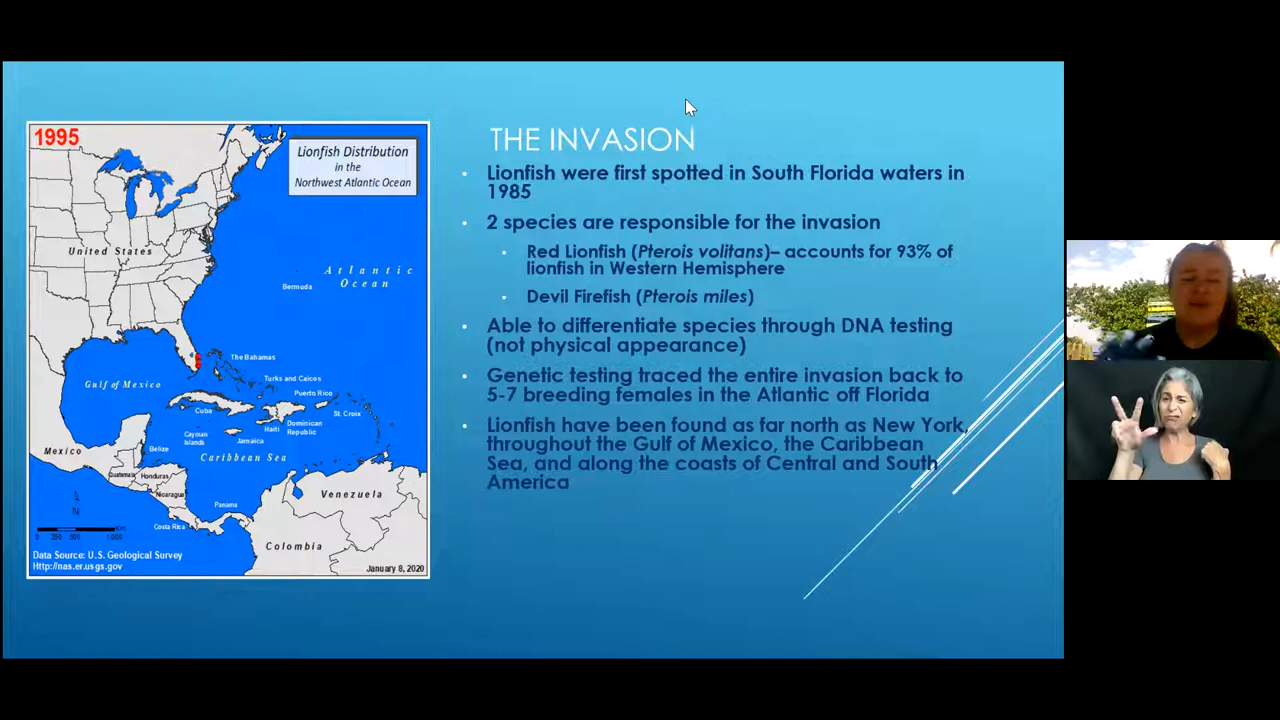 1995
Lionfish Distribution
in the
Northwest Atlantic Ocean
United States
Atlantic
Ocean
Bermuda
The Bahamas
Gulf of Mexico
Turks and Caicos
Puerto Rico
Cuba
St. Croix
Dominican
Republic
Haiti
Cayman
Islands
Jamaica
Mexico
Belize
Caribbean Sea
Guatemala
Honduras
Nicaragua
Venezuela
N
Panama
Costa Rica
0 250 500 1,000
Km
Colombia
Data Source: U.S. Geological Survey
Http://nas.er.usgs.gov
January 8, 2020
THE INVASION
• Lionfish were first spotted in South Florida waters in
1985
• 2 species are responsible for the invasion
• Red Lionfish (Pterois volitans)– accounts for 93% of
lionfish in Western Hemisphere
• Devil Firefish (Pterois miles)
• Able to differentiate species through DNA testing
(not physical appearance)
• Genetic testing traced the entire invasion back to
5-7 breeding females in the Atlantic off Florida
• Lionfish have been found as far north as New York,
throughout the Gulf of Mexico, the Caribbean
Sea, and along the coasts of Central and South
America